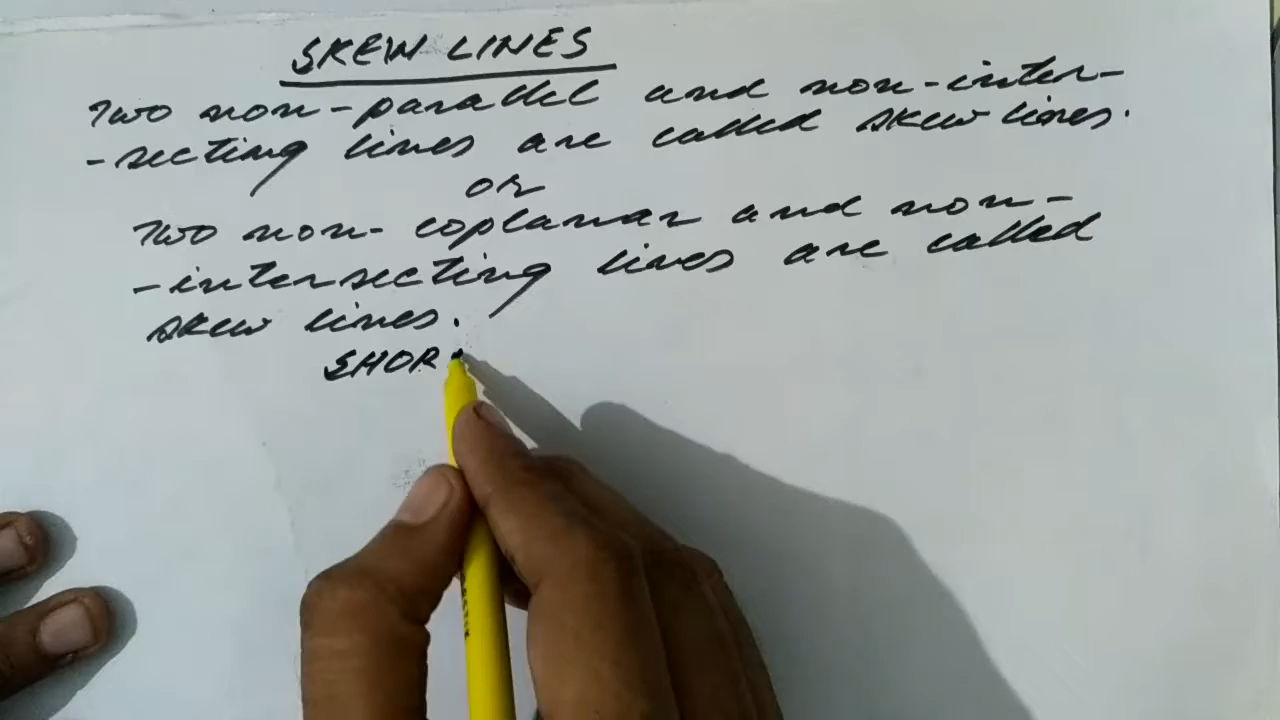 SKEW LINES
Two non-parallel and non-inter-
-secting lines are called skew lines.
or
Two non-coplanar and non-
-intersecting lines are called
skew lines.
SHOR